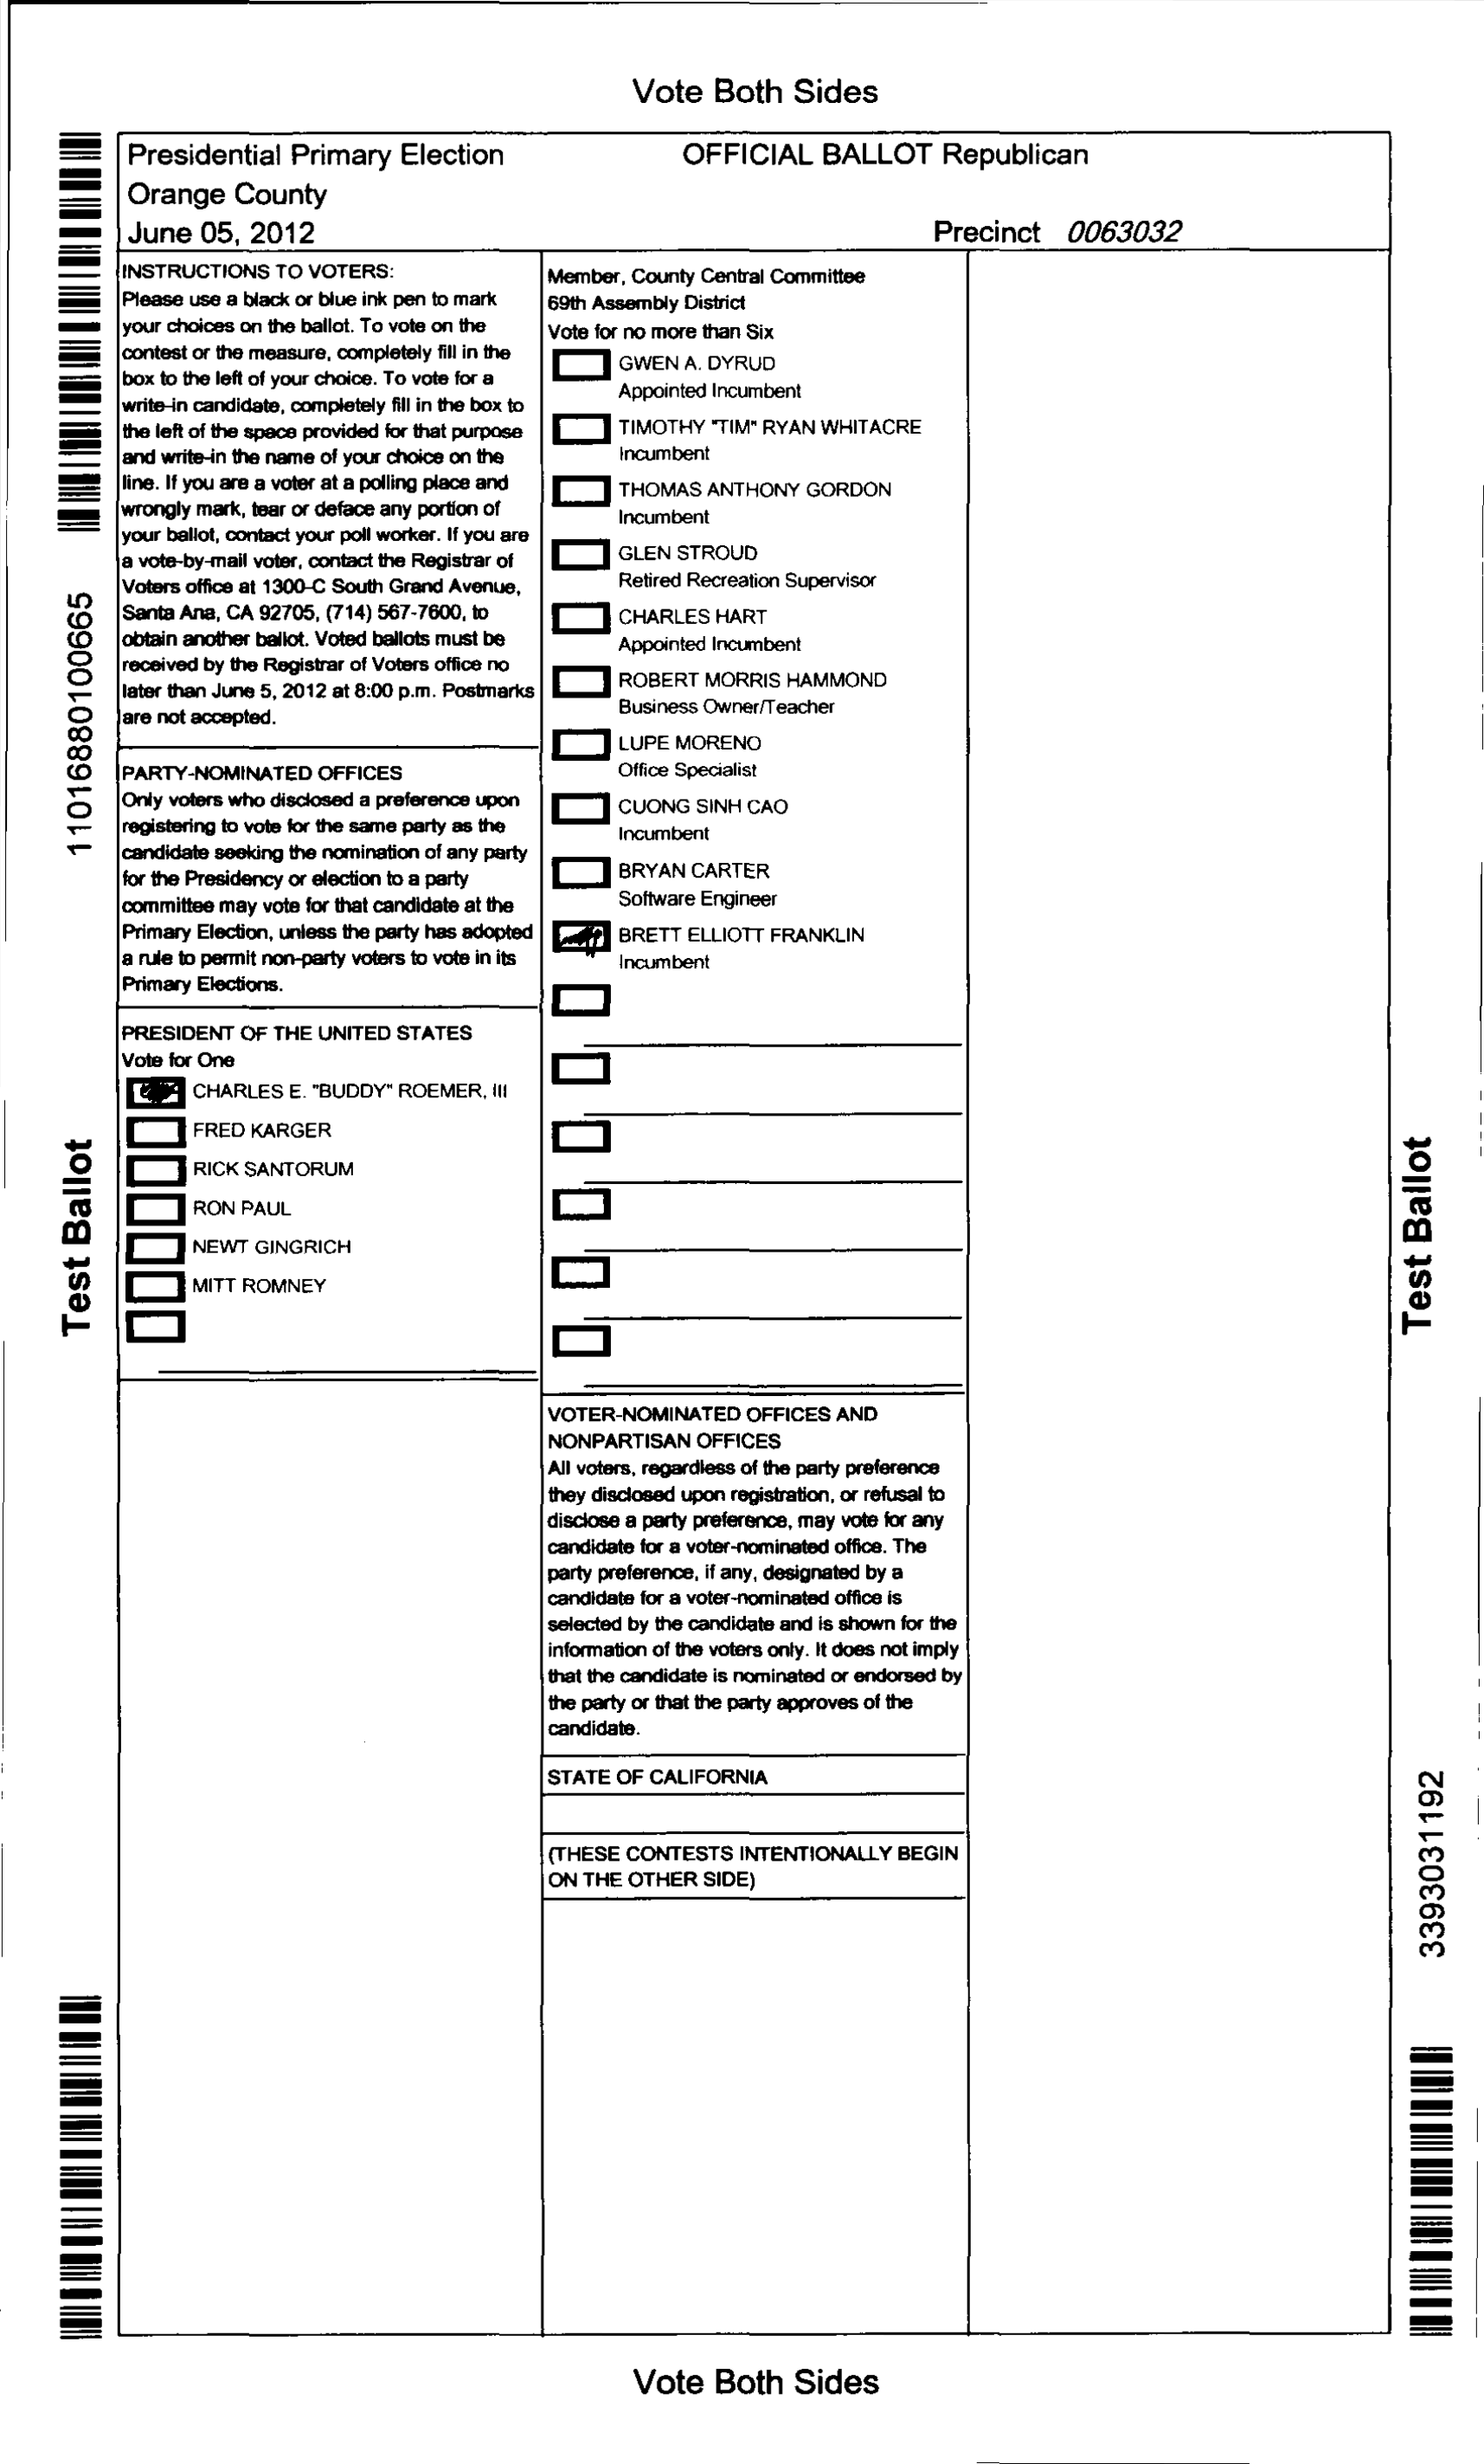 Vote Both Sides
Presidential Primary Election
OFFICIAL BALLOT Republican
Orange County
June 05, 2012
Precinct 0063032
INSTRUCTIONS TO VOTERS:
Please use a black or blue ink pen to mark
your choices on the ballot. To vote on the
contest or the measure, completely fill in the
box to the left of your choice. To vote for a
write-in candidate, completely fill in the box to
the left of the space provided for that purpose
and write-in the name of your choice on the
line. If you are a voter at a polling place and
wrongly mark, tear or deface any portion of
your ballot, contact your poll worker. If you are
a vote-by-mail voter, contact the Registrar of
Voters office at 1300-C South Grand Avenue,
Santa Ana, CA 92705, (714) 567-7600, to
obtain another ballot. Voted ballots must be
received by the Registrar of Voters office no
later than June 5, 2012 at 8:00 p.m. Postmarks
are not accepted.
PARTY-NOMINATED OFFICES
Only voters who disclosed a preference upon
registering to vote for the same party as the
candidate seeking the nomination of any party
for the Presidency or election to a party
committee may vote for that candidate at the
Primary Election, unless the party has adopted
a rule to permit non-party voters to vote in its
Primary Elections.
PRESIDENT OF THE UNITED STATES
Vote for One
CHARLES E. "BUDDY" ROEMER, III
FRED KARGER
RICK SANTORUM
RON PAUL
NEWT GINGRICH
MITT ROMNEY
Member, County Central Committee
69th Assembly District
Vote for no more than Six
GWEN A. DYRUD
Appointed Incumbent
TIMOTHY "TIM" RYAN WHITACRE
Incumbent
THOMAS ANTHONY GORDON
Incumbent
GLEN STROUD
Retired Recreation Supervisor
CHARLES HART
Appointed Incumbent
ROBERT MORRIS HAMMOND
Business Owner/Teacher
LUPE MORENO
Office Specialist
CUONG SINH CAO
Incumbent
BRYAN CARTER
Software Engineer
BRETT ELLIOTT FRANKLIN
Incumbent
VOTER-NOMINATED OFFICES AND
NONPARTISAN OFFICES
All voters, regardless of the party preference
they disclosed upon registration, or refusal to
disclose a party preference, may vote for any
candidate for a voter-nominated office. The
party preference, if any, designated by a
candidate for a voter-nominated office is
selected by the candidate and is shown for the
information of the voters only. It does not imply
that the candidate is nominated or endorsed by
the party or that the party approves of the
candidate.
STATE OF CALIFORNIA
(THESE CONTESTS INTENTIONALLY BEGIN
ON THE OTHER SIDE)
11016880100665
Test Ballot
Test Ballot
3393031192
Vote Both Sides